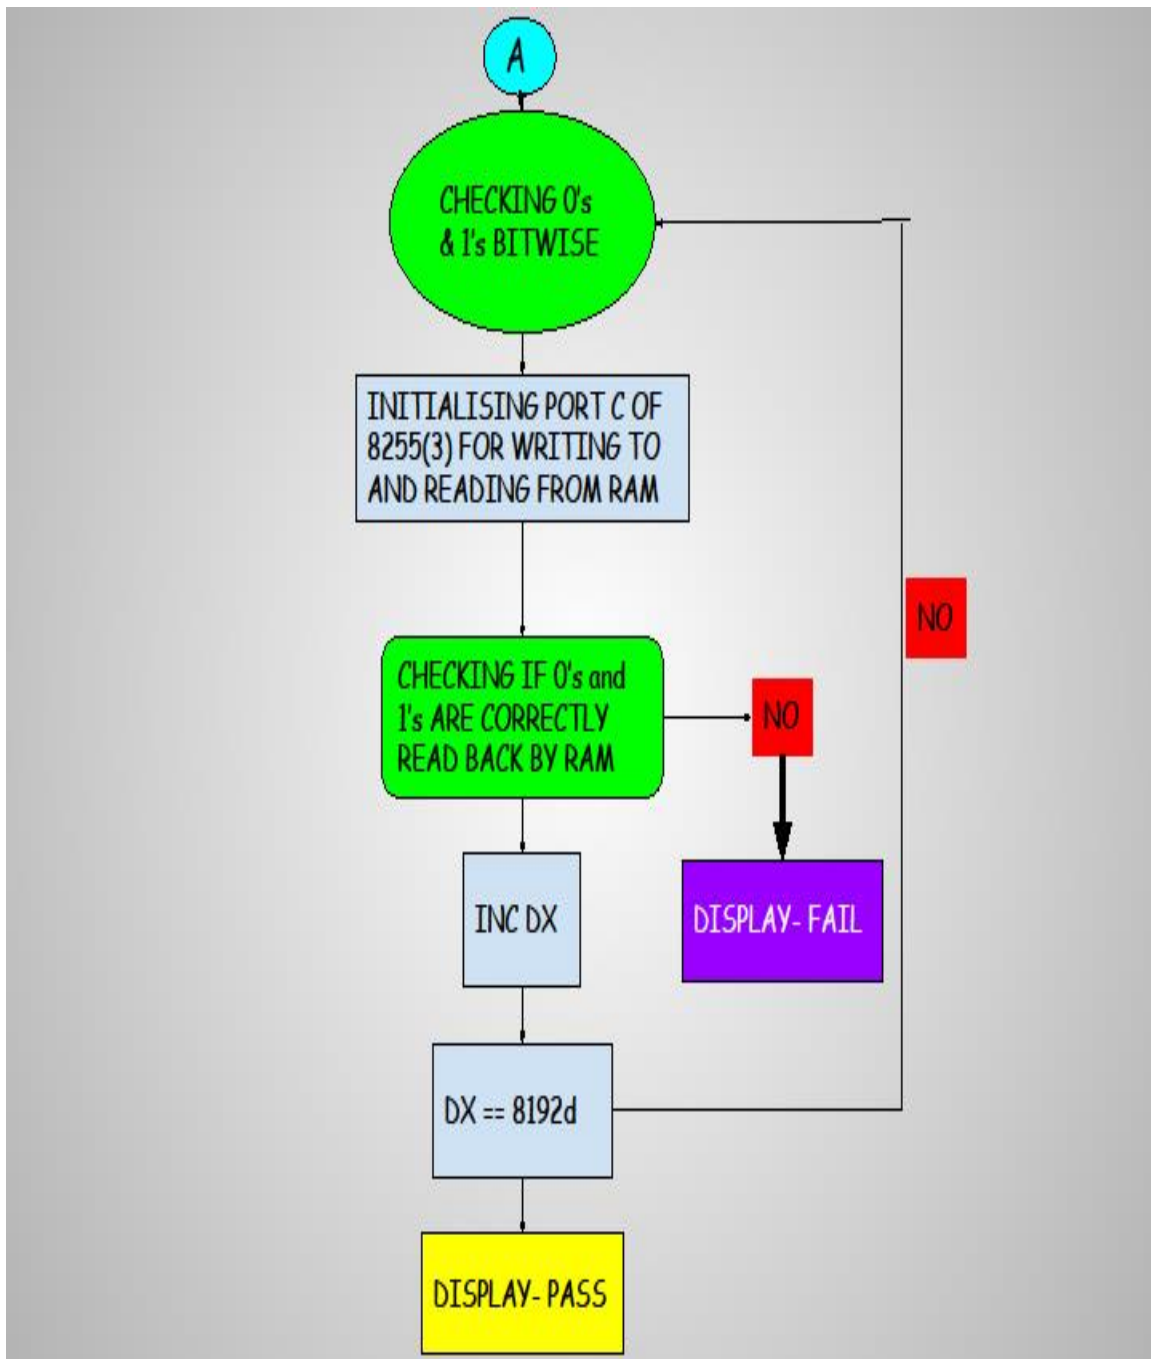 A
CHECKING 0's
& 1's BITWISE
INITIALISING PORT C OF
8255(3) FOR WRITING TO
AND READING FROM RAM
NO
CHECKING IF 0's and
1's ARE CORRECTLY
READ BACK BY RAM
NO
INC DX
DISPLAY- FAIL
DX == 8192d
DISPLAY- PASS